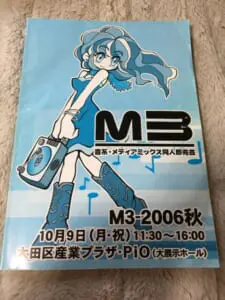 M3
音系・メディアミックス同人即売会
M3-2006秋
10月9日(月・祝) 11:30～16:00
大田区産業プラザ・PiO(大展示ホール)